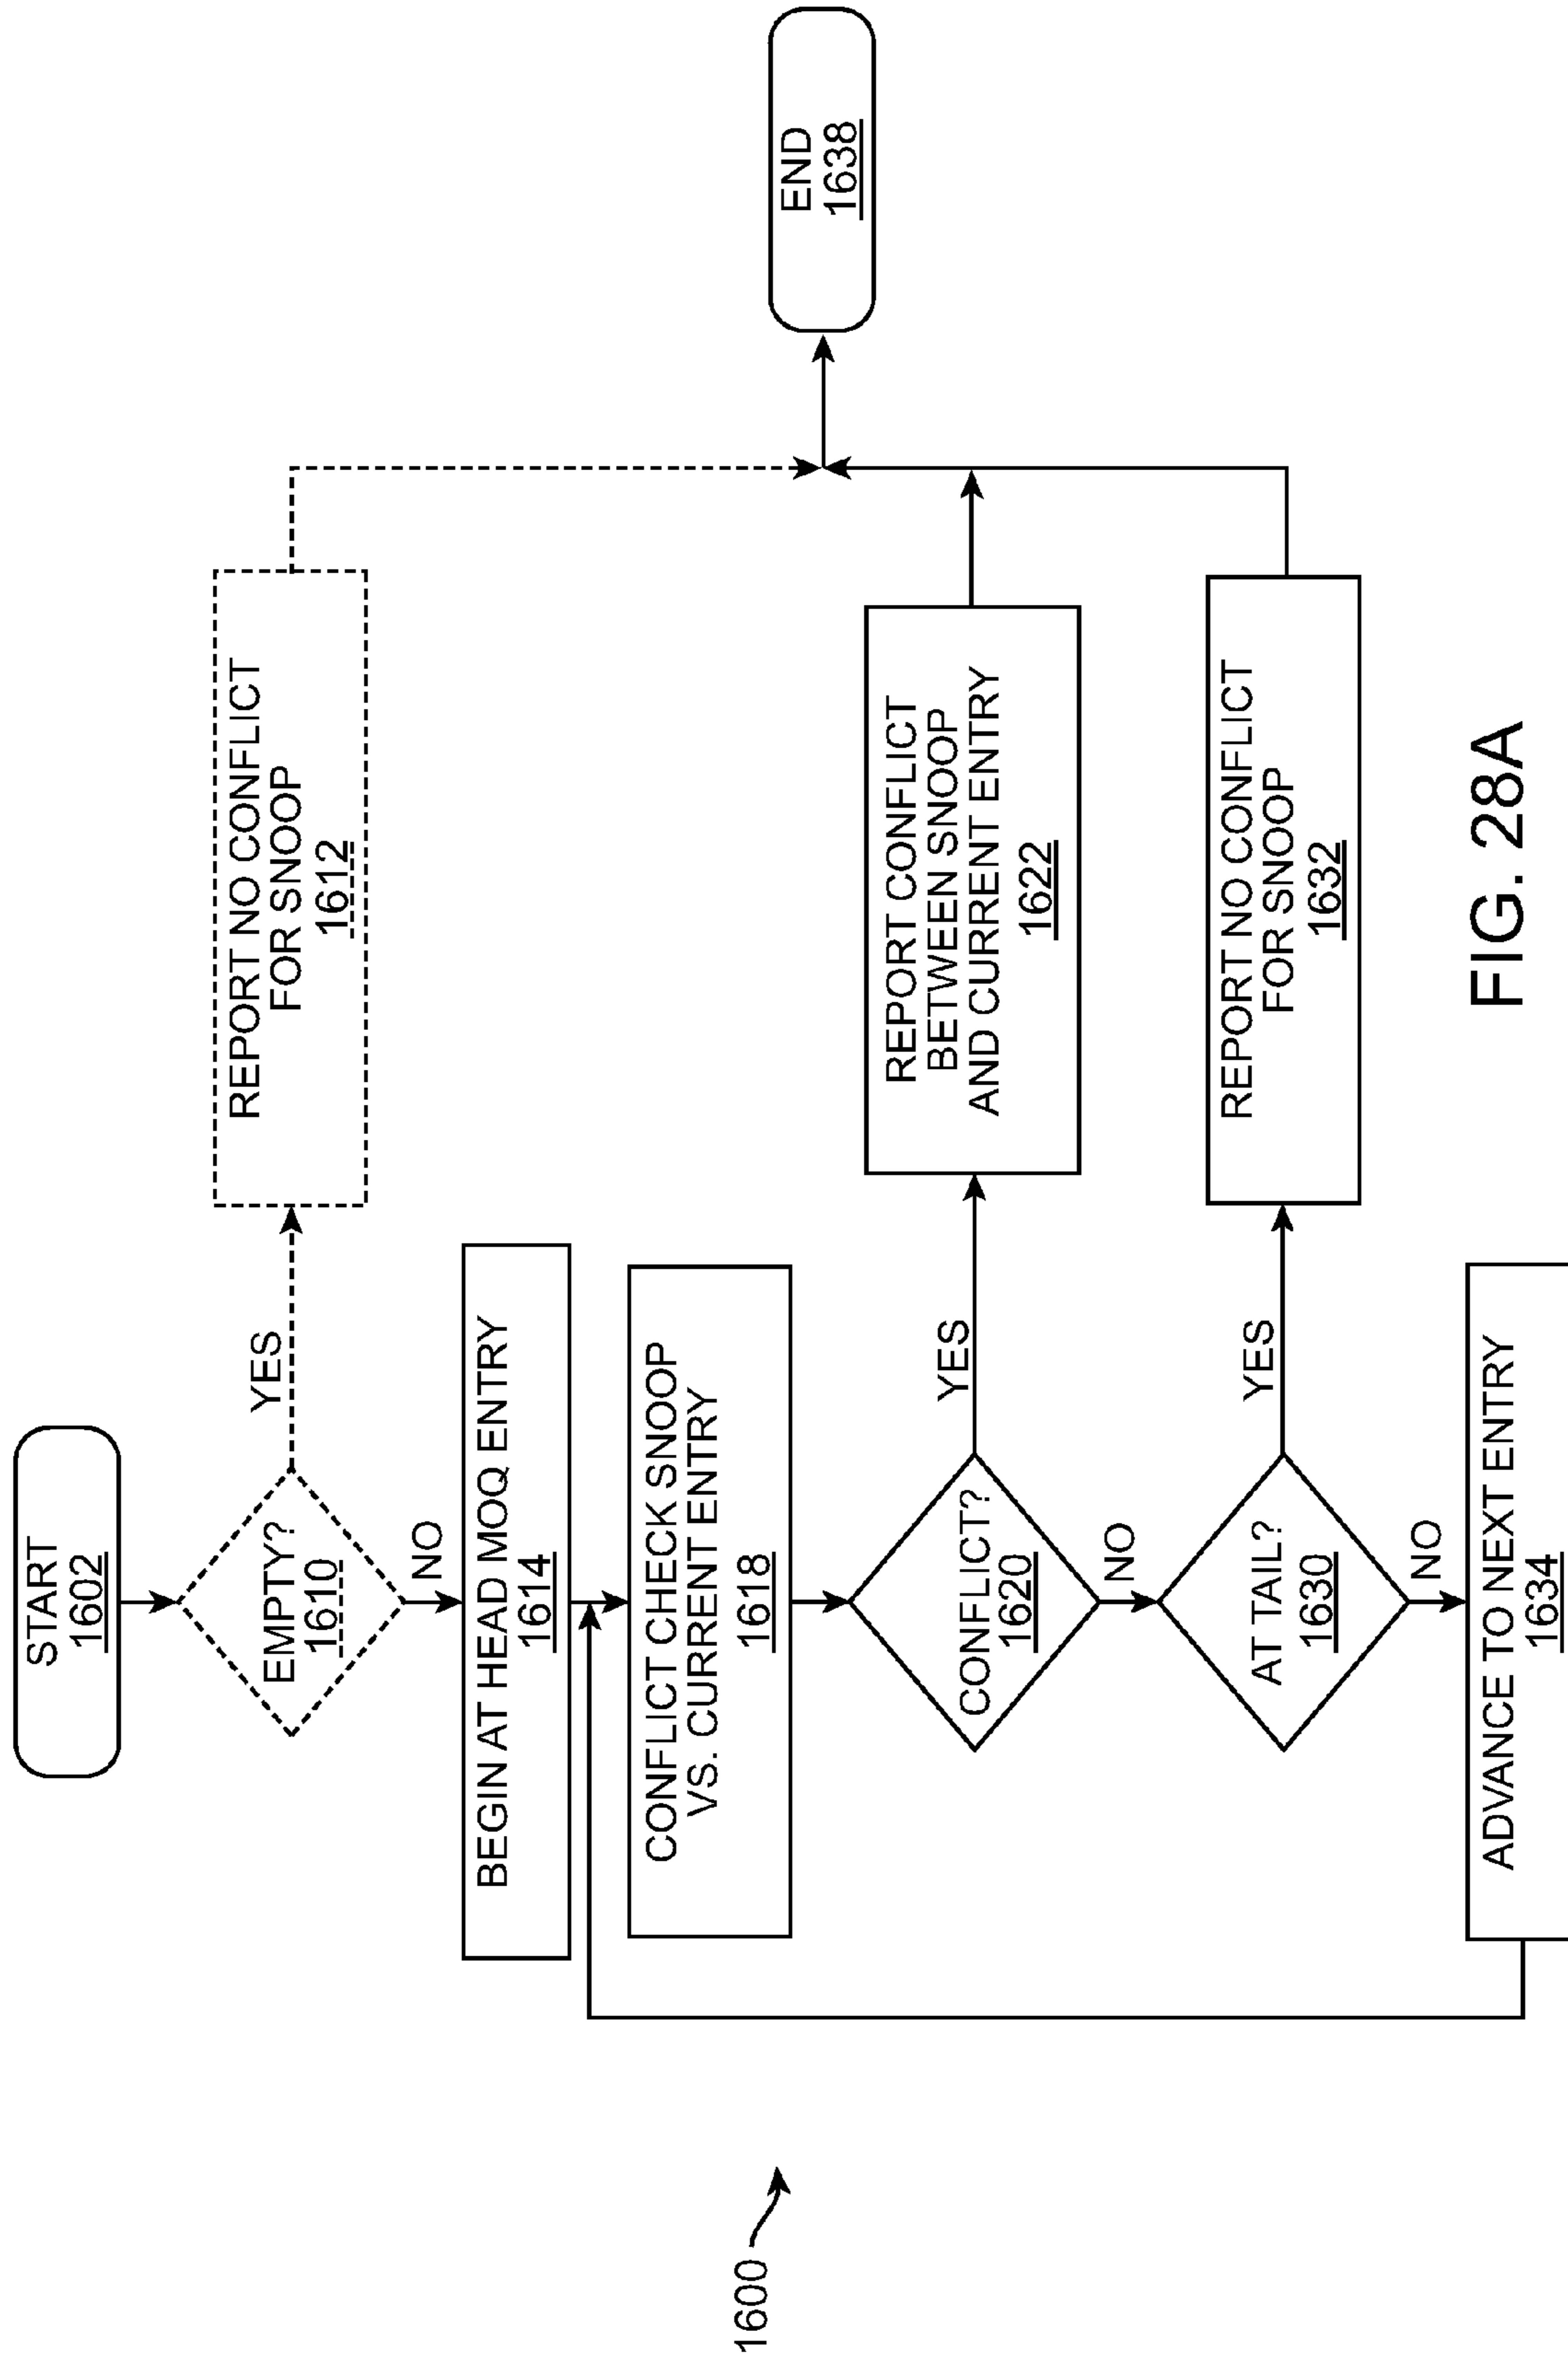 START
1602
EMPTY?
1610
YES
REPORT NO CONFLICT
FOR SNOOP
1612
NO
BEGIN AT HEAD MOQ ENTRY
1614
CONFLICT CHECK SNOOP
VS. CURRENT ENTRY
1618
CONFLICT?
1620
YES
REPORT CONFLICT
BETWEEN SNOOP
AND CURRENT ENTRY
1622
END
1638
NO
AT TAIL?
1630
YES
REPORT NO CONFLICT
FOR SNOOP
1632
NO
ADVANCE TO NEXT ENTRY
1634
1600
FIG. 28A